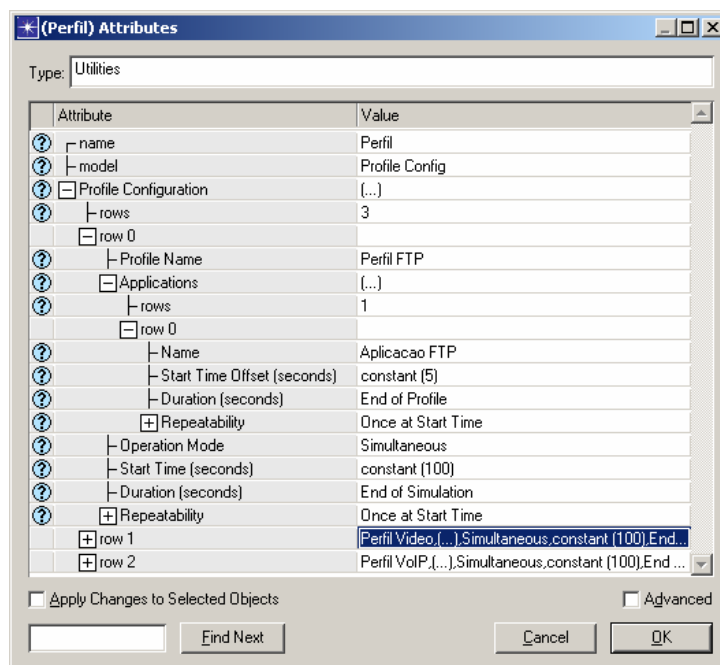 (Perfil) Attributes
Type: Utilities
Attribute Value
name Perfil
model Profile Config
Profile Configuration (...)
rows 3
row 0
Profile Name Perfil FTP
Applications (...)
rows 1
row 0
Name Aplicacao FTP
Start Time Offset (seconds) constant (5)
Duration (seconds) End of Profile
Repeatability Once at Start Time
Operation Mode Simultaneous
Start Time (seconds) constant (100)
Duration (seconds) End of Simulation
Repeatability Once at Start Time
row 1 Perfil Video,(...),Simultaneous,constant (100),End...
row 2 Perfil VoIP,(...),Simultaneous,constant (100),End ...
Apply Changes to Selected Objects Advanced
Find Next Cancel OK